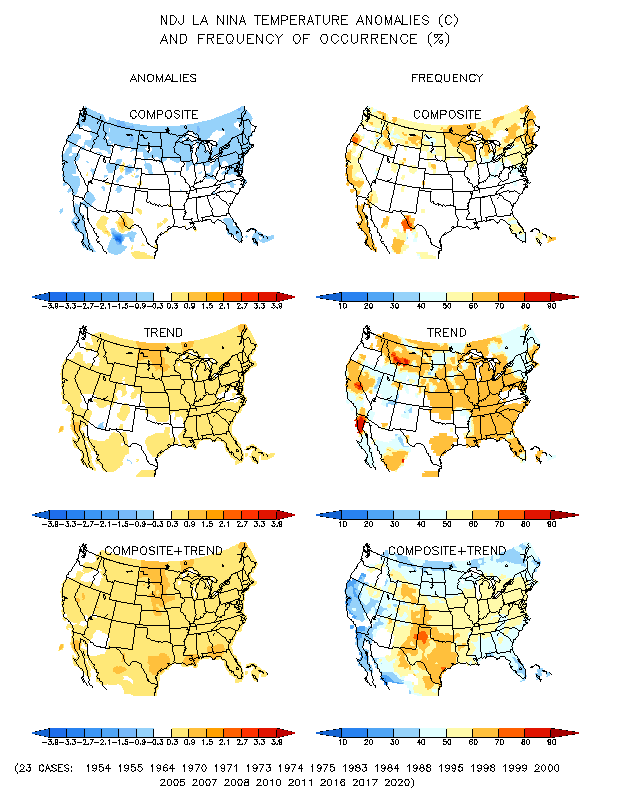 NDJ LA NINA TEMPERATURE ANOMALIES (C)
AND FREQUENCY OF OCCURRENCE (%)
ANOMALIES
FREQUENCY
COMPOSITE
COMPOSITE
-3.9 -3.3 -2.7 -2.1 -1.5 -0.9 -0.3 0.3 0.9 1.5 2.1 2.7 3.3 3.9
10 20 30 40 50 60 70 80 90
TREND
TREND
-3.9 -3.3 -2.7 -2.1 -1.5 -0.9 -0.3 0.3 0.9 1.5 2.1 2.7 3.3 3.9
10 20 30 40 50 60 70 80 90
COMPOSITE+TREND
COMPOSITE+TREND
-3.9 -3.3 -2.7 -2.1 -1.5 -0.9 -0.3 0.3 0.9 1.5 2.1 2.7 3.3 3.9
10 20 30 40 50 60 70 80 90
(23 CASES: 1954 1955 1964 1970 1971 1973 1974 1975 1983 1984 1988 1995 1998 1999 2000
2005 2007 2008 2010 2011 2016 2017 2020)